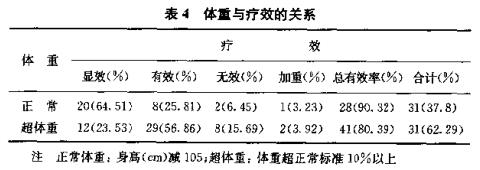 表4 体重与疗效的关系
体 重 疗 效
显效(%) 有效(%) 无效(%) 加重(%) 总有效率(%) 合计(%)
正 常 20(64.51) 8(25.81) 2(6.45) 1(3.23) 28(90.32) 31(37.8)
超体重 12(23.53) 29(56.86) 8(15.69) 2(3.92) 41(80.39) 31(62.29)
注 正常体重:身高(cm)减105;超体重:体重超正常标准10%以上